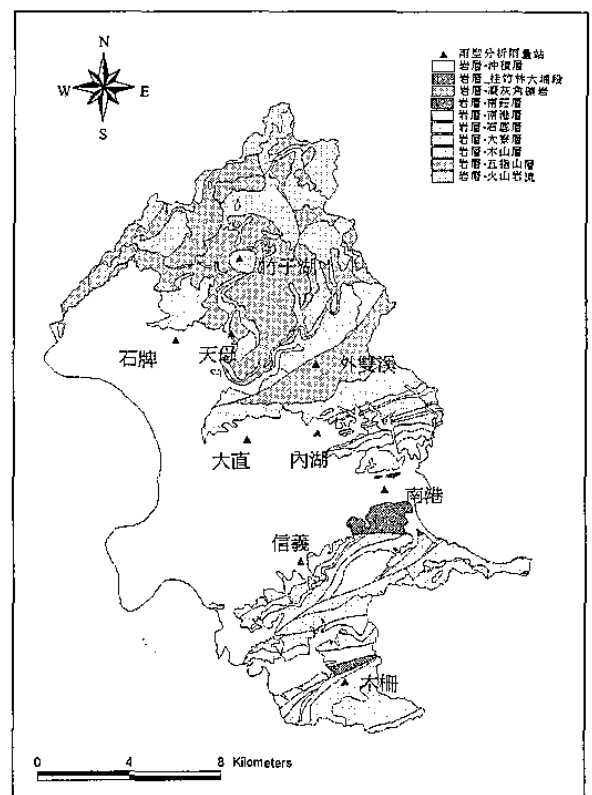 N
W E
S
雨型分析雨量站
岩層-沖積層
岩層_桂竹林大埔段
岩層-凝灰角礫岩
岩層-南莊層
岩層-南港層
岩層-石底層
岩層-大寮層
岩層-木山層
岩層-五指山層
岩層-火山岩流
竹子湖
石牌
天母
外雙溪
大直
內湖
南港
信義
木柵
0 4 8 Kilometers